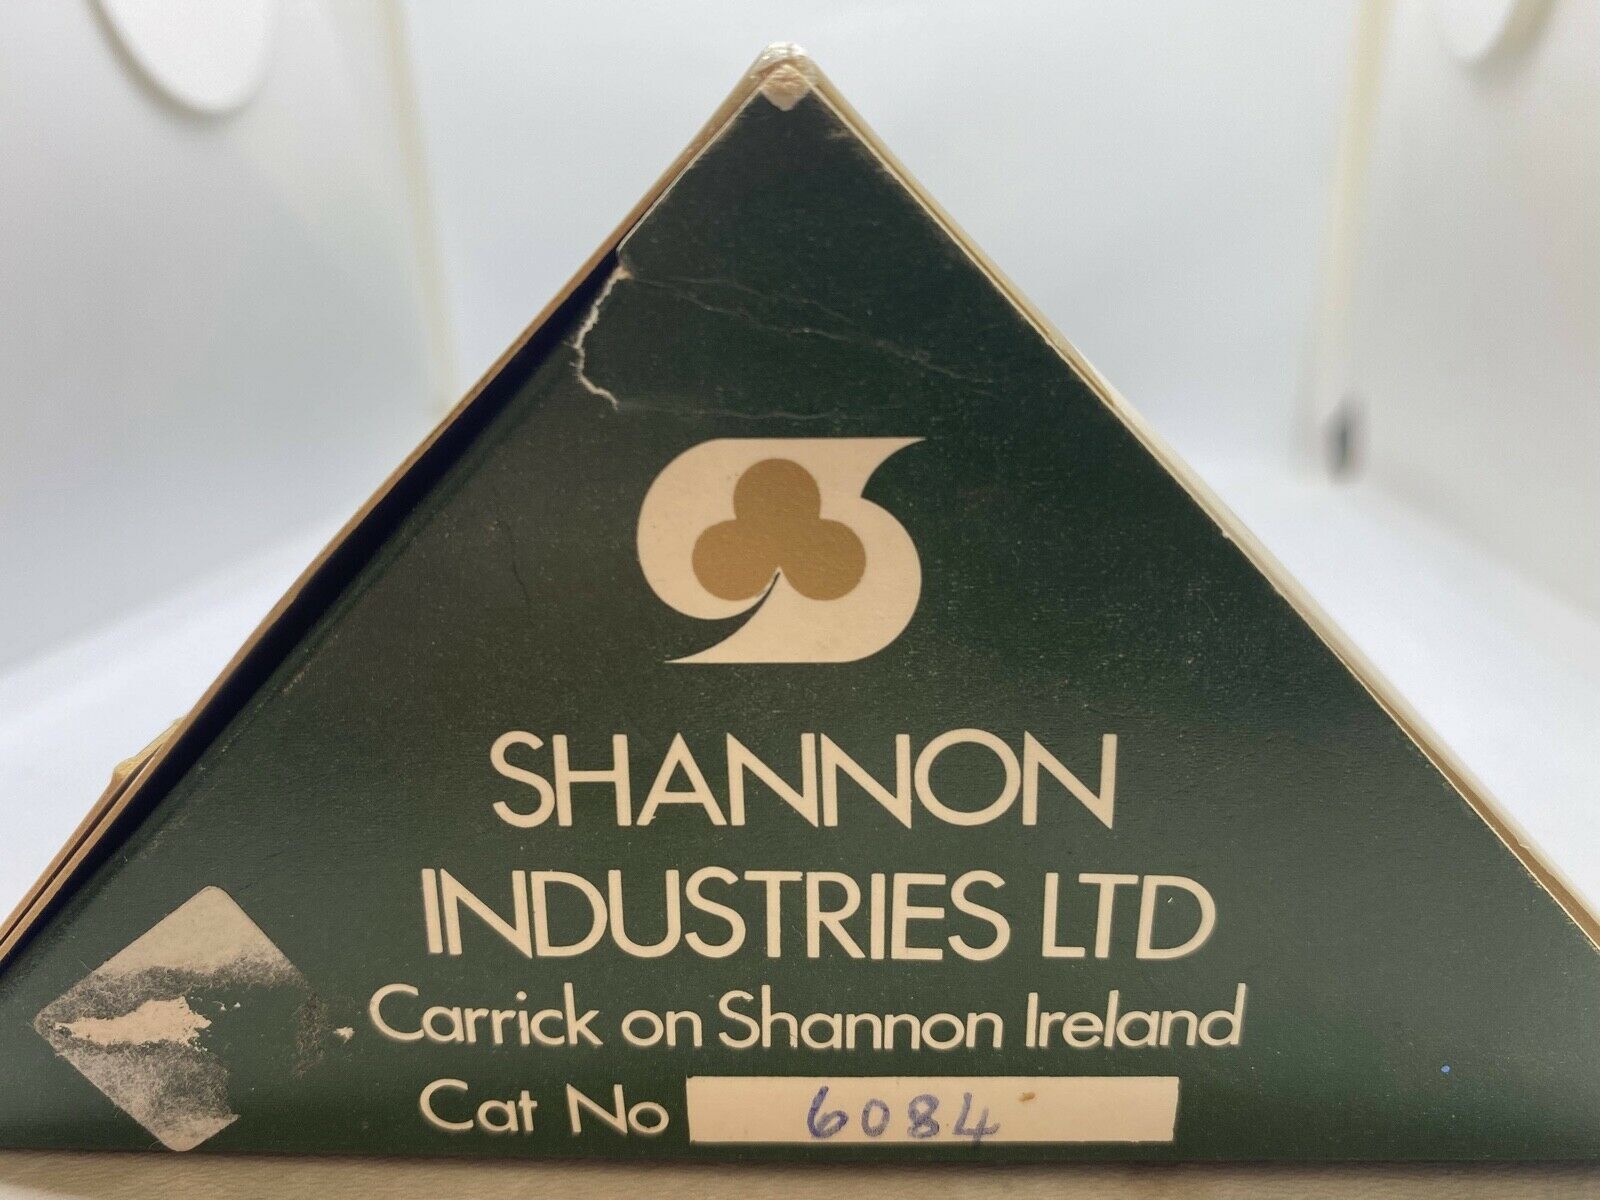 SHANNON
INDUSTRIES LTD
Carrick on Shannon Ireland
Cat No 6084